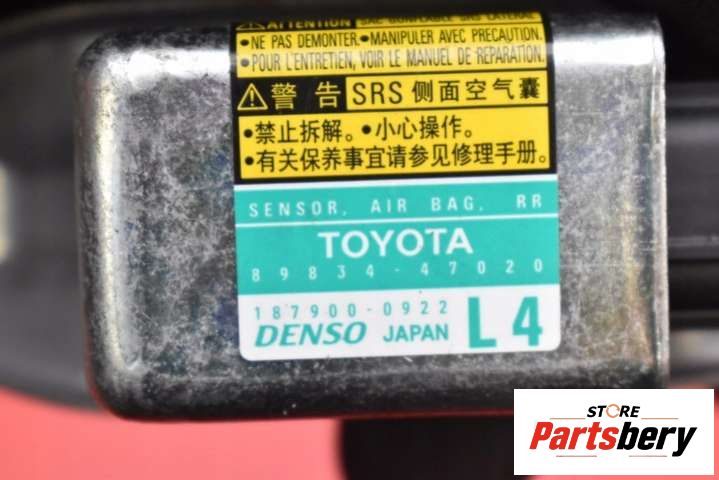 ATTENTION SAC GONFLABLE SRS LATERAL
•NE PAS DEMONTER.•MANIPULER AVEC PRECAUTION.
•POUR L'ENTRETIEN, VOIR LE MANUEL DE REPARATION.
警告 SRS 侧面空气囊
•禁止拆解。•小心操作。
•有关保养事宜请参见修理手册。
SENSOR, AIR BAG, RR
TOYOTA
89834-47020
187900-0922
DENSO JAPAN L4
STORE
Partsbery